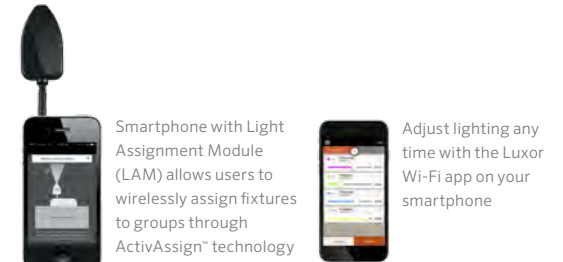 Smartphone with Light
Assignment Module
(LAM) allows users to
wirelessly assign fixtures
to groups through
ActivAssign™ technology
Adjust lighting any
time with the Luxor
Wi-Fi app on your
smartphone